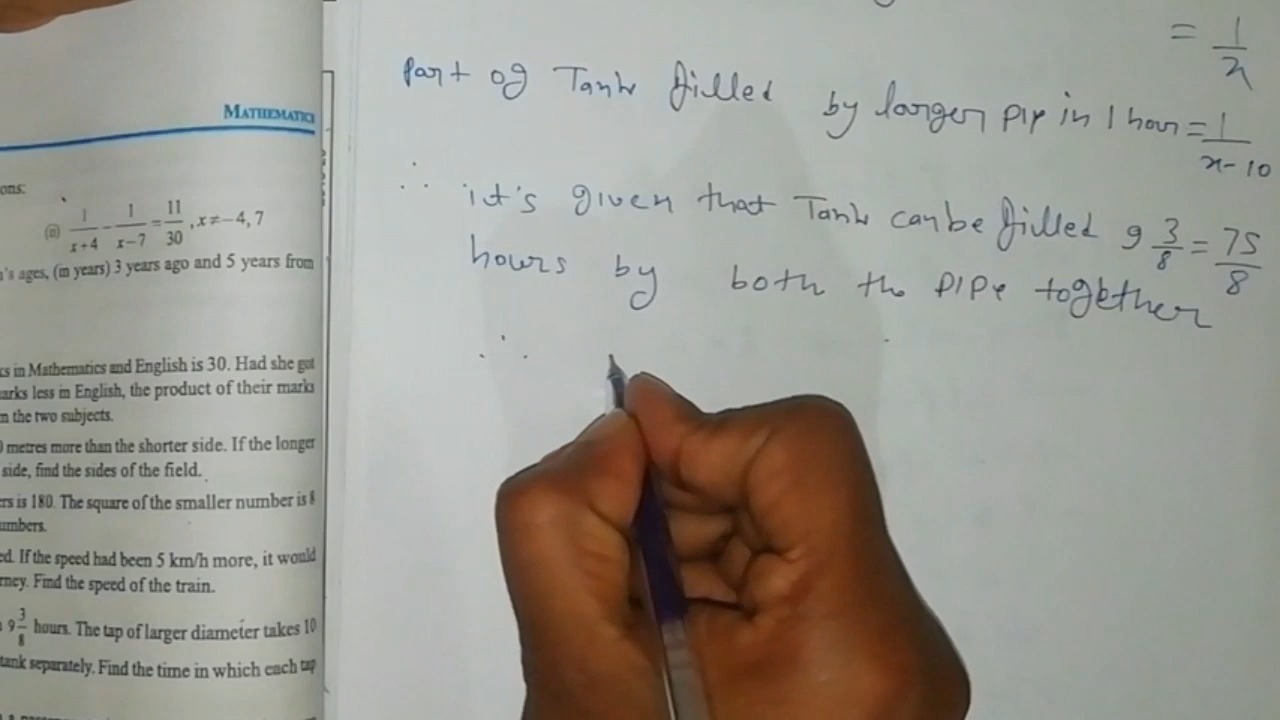 MATHEMATICS
ons:
(ii) 1/x+4 - 1/x-7 = 11/30 , x ≠ -4, 7
's ages, (in years) 3 years ago and 5 years from
in Mathematics and English is 30. Had she got
marks less in English, the product of their marks
the two subjects.
metres more than the shorter side. If the longer
side, find the sides of the field.
is 180. The square of the smaller number is 8
umbers.
ed. If the speed had been 5 km/h more, it would
rney. Find the speed of the train.
9 3/8 hours. The tap of larger diameter takes 10
tank separately. Find the time in which each tap
= 1/x
Part of Tank filled by larger pip in 1 hour = 1/x-10
∴ it's given that Tank can be filled 9 3/8 = 75/8
hours by both the PIPe together
∴